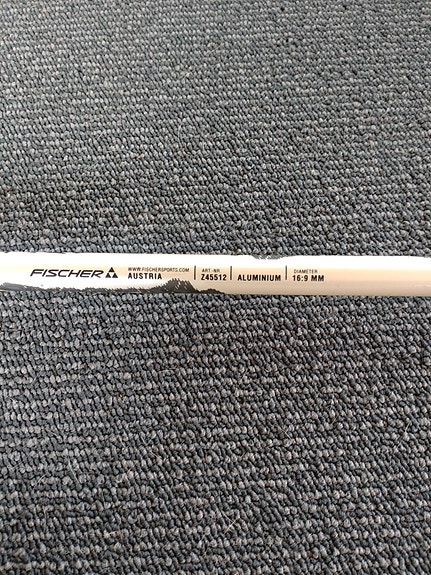 FISCHER
WWW.FISCHERSPORTS.COM
AUSTRIA
ART.-NR.
Z45512
ALUMINIUM
DIAMETER
16:9 MM